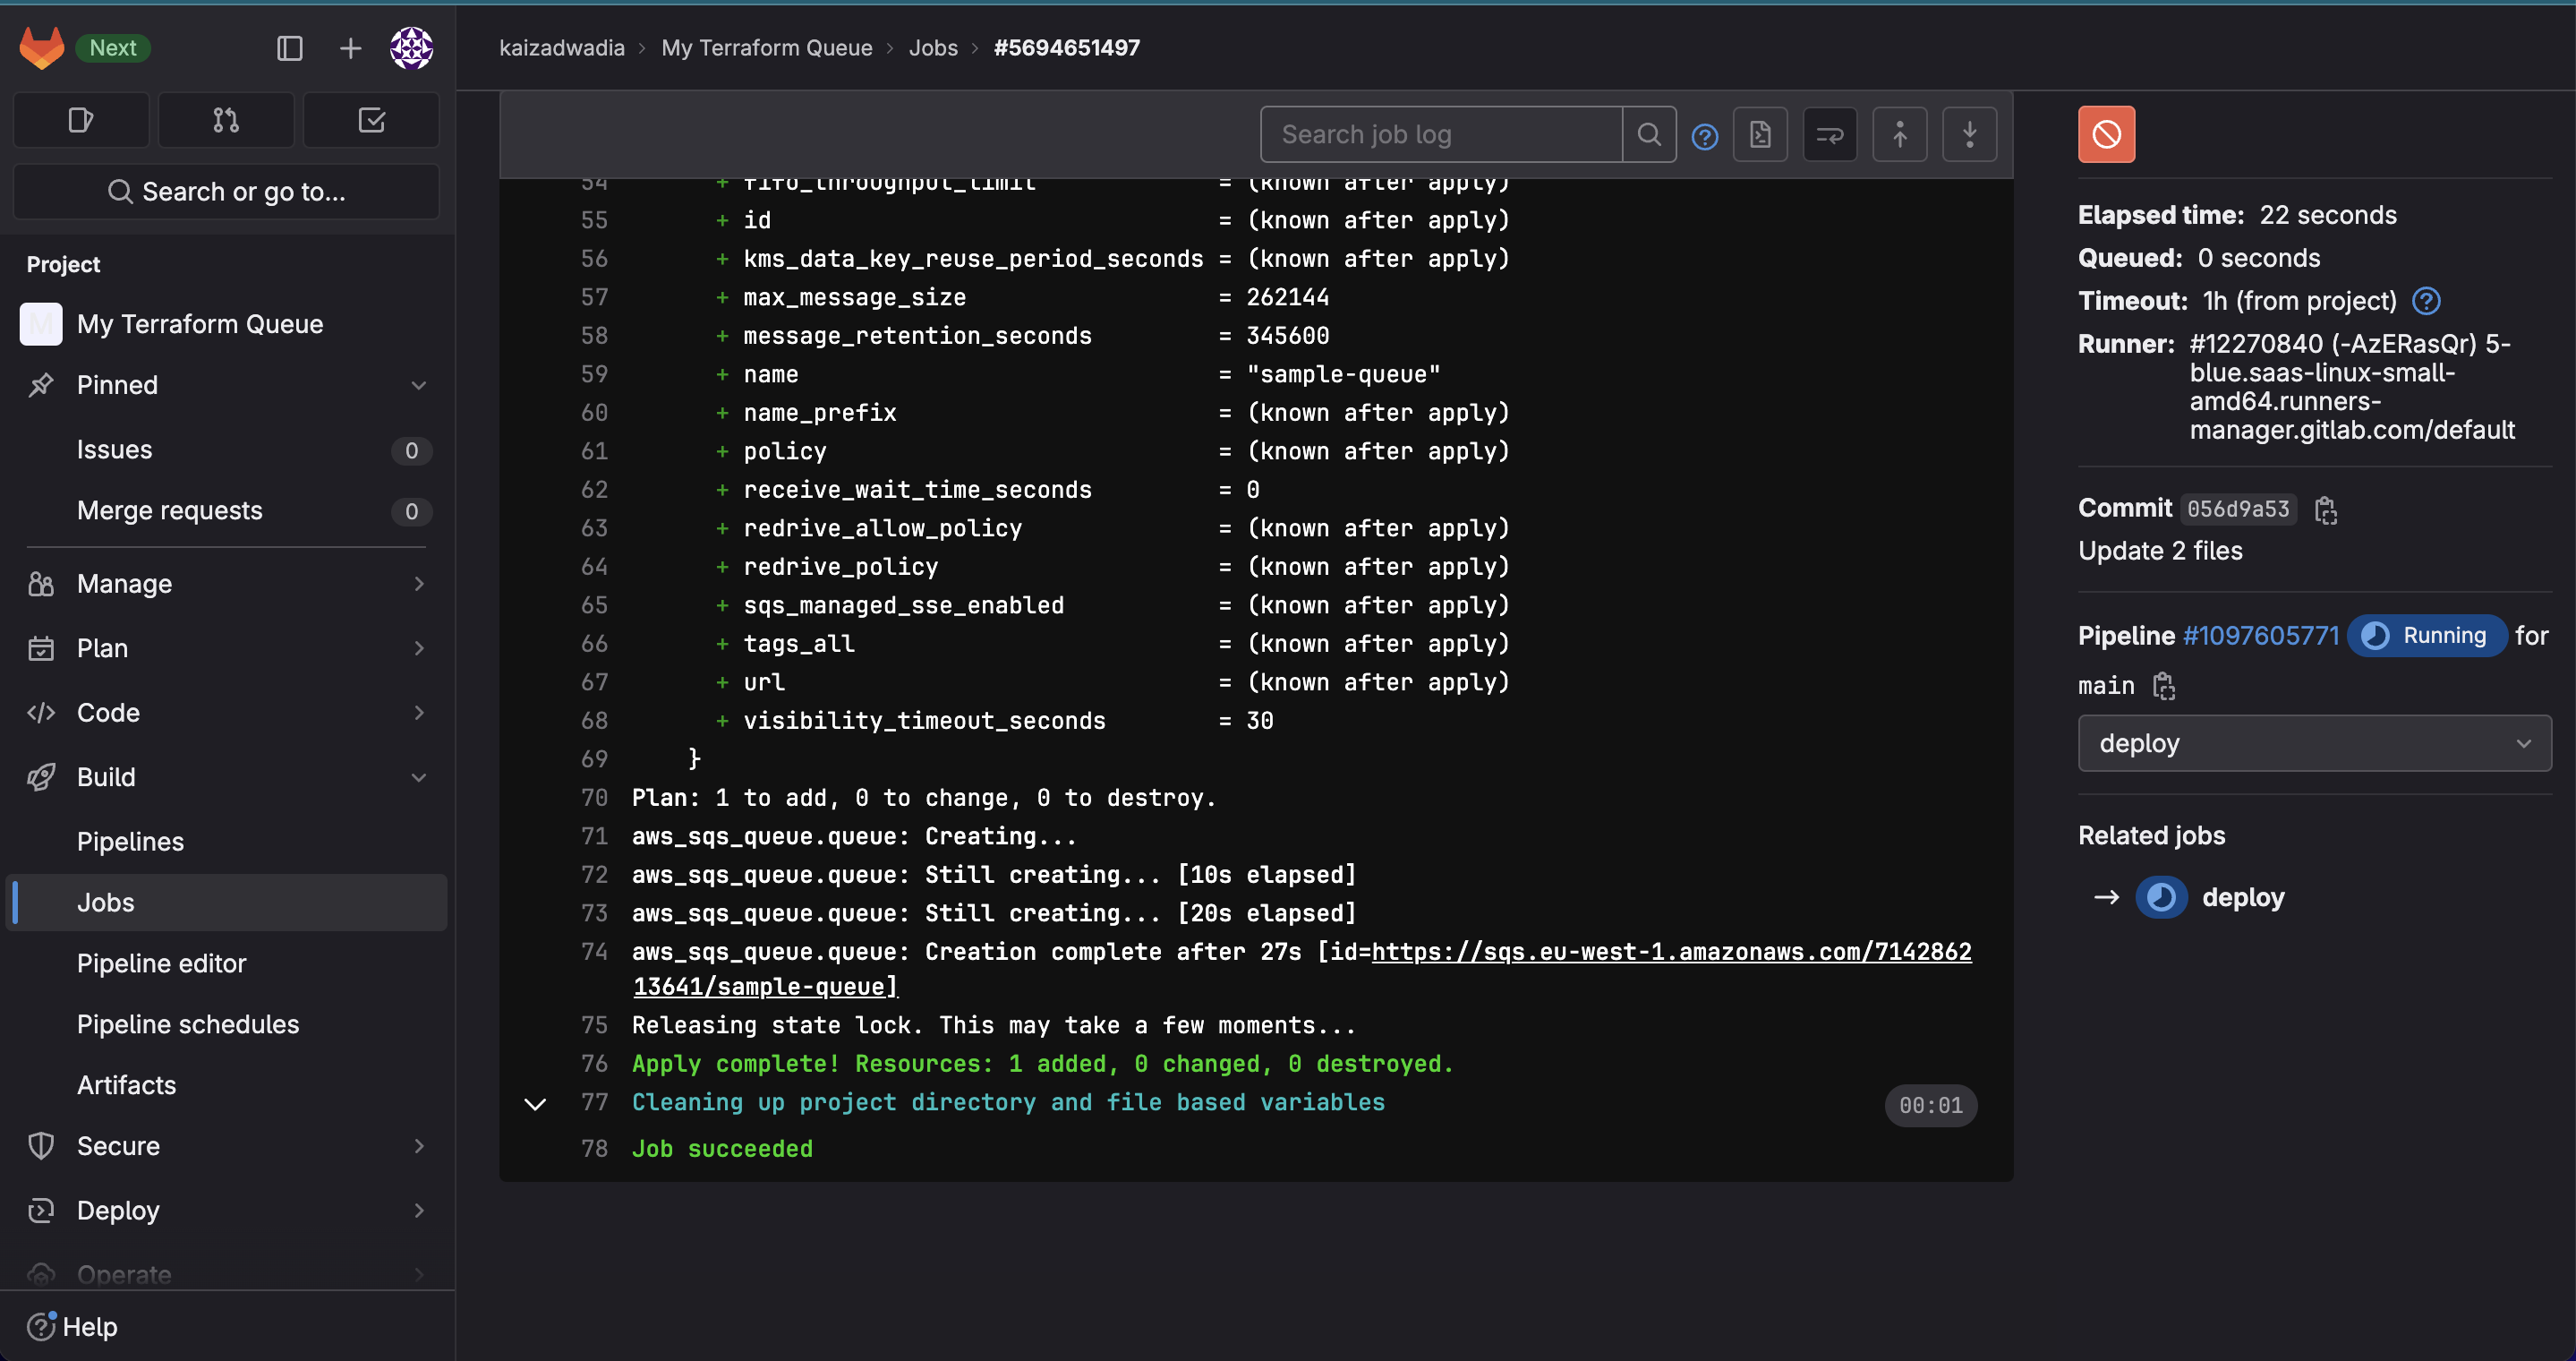 Next
kaizadwadia › My Terraform Queue › Jobs › #5694651497
Search or go to...
Project
M My Terraform Queue
Pinned
Issues 0
Merge requests 0
Manage
Plan
Code
Build
Pipelines
Jobs
Pipeline editor
Pipeline schedules
Artifacts
Secure
Deploy
Operate
Help
Search job log
54 + fifo_throughput_limit = (known after apply)
55 + id = (known after apply)
56 + kms_data_key_reuse_period_seconds = (known after apply)
57 + max_message_size = 262144
58 + message_retention_seconds = 345600
59 + name = "sample-queue"
60 + name_prefix = (known after apply)
61 + policy = (known after apply)
62 + receive_wait_time_seconds = 0
63 + redrive_allow_policy = (known after apply)
64 + redrive_policy = (known after apply)
65 + sqs_managed_sse_enabled = (known after apply)
66 + tags_all = (known after apply)
67 + url = (known after apply)
68 + visibility_timeout_seconds = 30
69 }
70 Plan: 1 to add, 0 to change, 0 to destroy.
71 aws_sqs_queue.queue: Creating...
72 aws_sqs_queue.queue: Still creating... [10s elapsed]
73 aws_sqs_queue.queue: Still creating... [20s elapsed]
74 aws_sqs_queue.queue: Creation complete after 27s [id=https://sqs.eu-west-1.amazonaws.com/7142862
13641/sample-queue]
75 Releasing state lock. This may take a few moments...
76 Apply complete! Resources: 1 added, 0 changed, 0 destroyed.
77 Cleaning up project directory and file based variables 00:01
78 Job succeeded
Elapsed time: 22 seconds
Queued: 0 seconds
Timeout: 1h (from project)
Runner: #12270840 (-AzERasQr) 5-
blue.saas-linux-small-
amd64.runners-
manager.gitlab.com/default
Commit 056d9a53
Update 2 files
Pipeline #1097605771 Running for
main
deploy
Related jobs
→ deploy